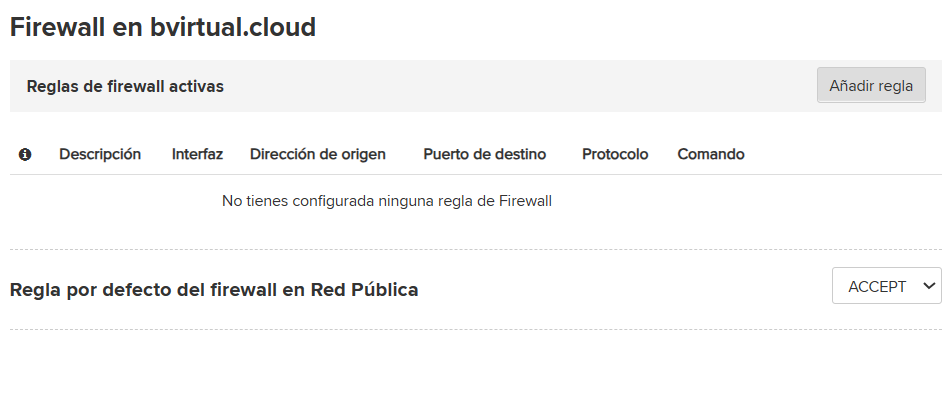 Firewall en bvirtual.cloud
Reglas de firewall activas
Añadir regla
Descripción Interfaz Dirección de origen Puerto de destino Protocolo Comando
No tienes configurada ninguna regla de Firewall
Regla por defecto del firewall en Red Pública
ACCEPT